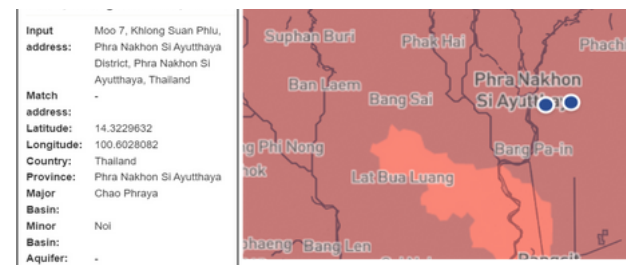 Input address: Moo 7, Khlong Suan Phlu,
Phra Nakhon Si Ayutthaya
District, Phra Nakhon Si
Ayutthaya, Thailand
Match address: -
Latitude: 14.3229632
Longitude: 100.6028082
Country: Thailand
Province: Phra Nakhon Si Ayutthaya
Major Basin: Chao Phraya
Minor Basin: Noi
Aquifer: -
Suphan Buri
Phak Hai
Phachi
Ban Laem
Phra Nakhon
Bang Sai
Si Ayutthaya
g Phi Nong
Bang Pa-in
Lat Bua Luang
Bang Len